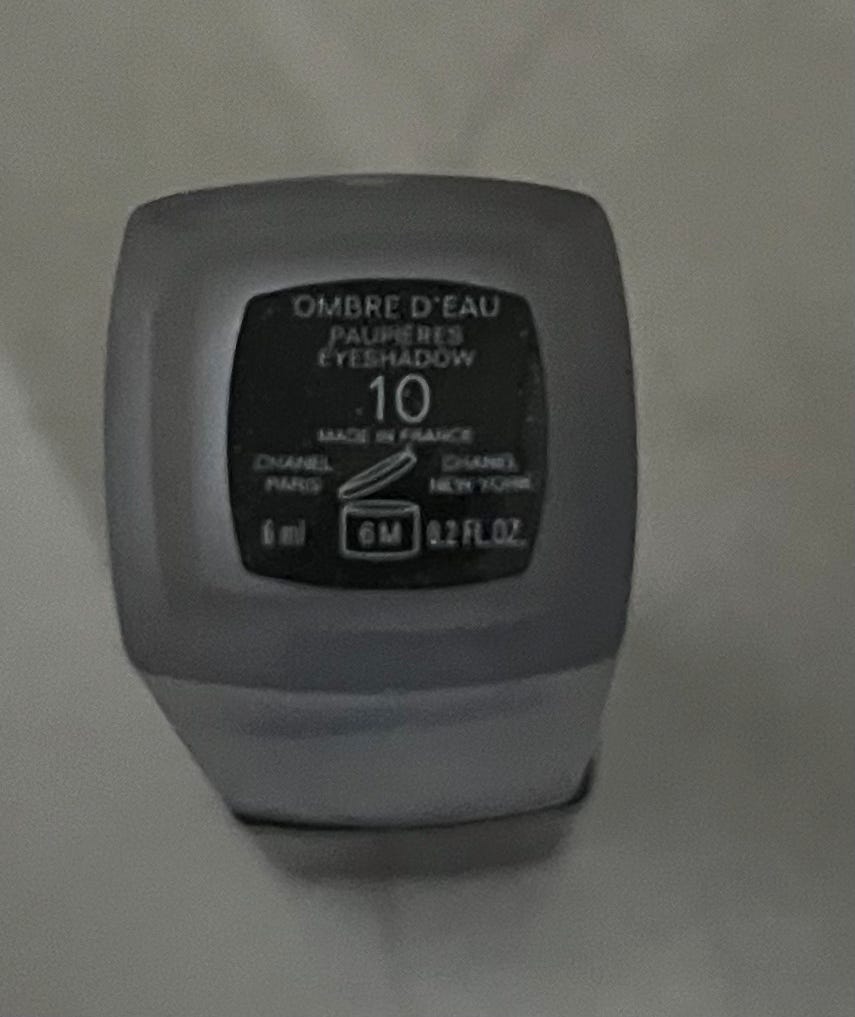 OMBRE D'EAU
PAUPIÈRES
EYESHADOW
10
MADE IN FRANCE
CHANEL CHANEL
PARIS NEW YORK
6 ml 6M 0.2 FL.OZ.